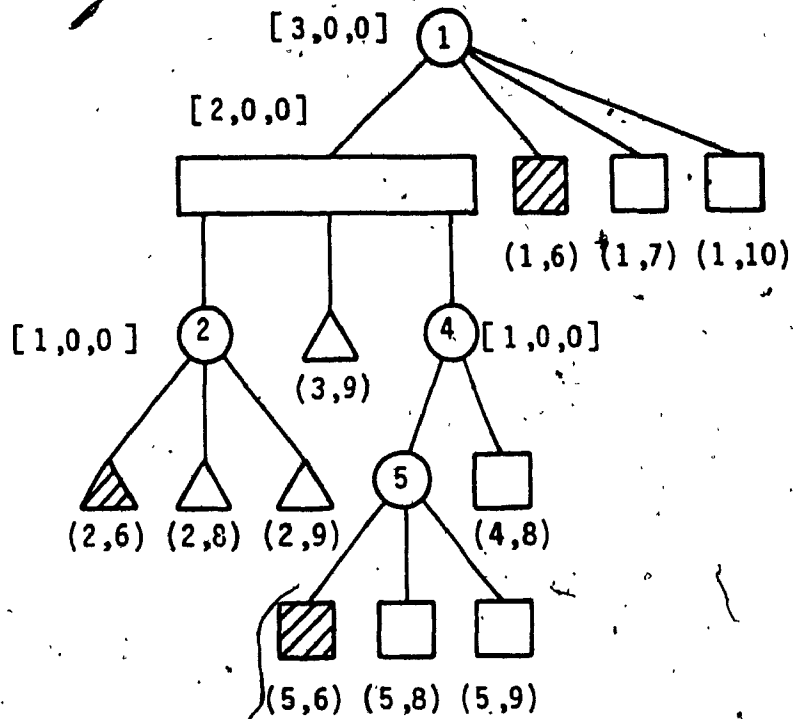 [3,0,0] 1
[2,0,0]
(1,6) (1,7) (1,10)
[1,0,0] 2 4 [1,0,0]
(3,9)
5
(2,6) (2,8) (2,9) (4,8)
(5,6) (5,8) (5,9)